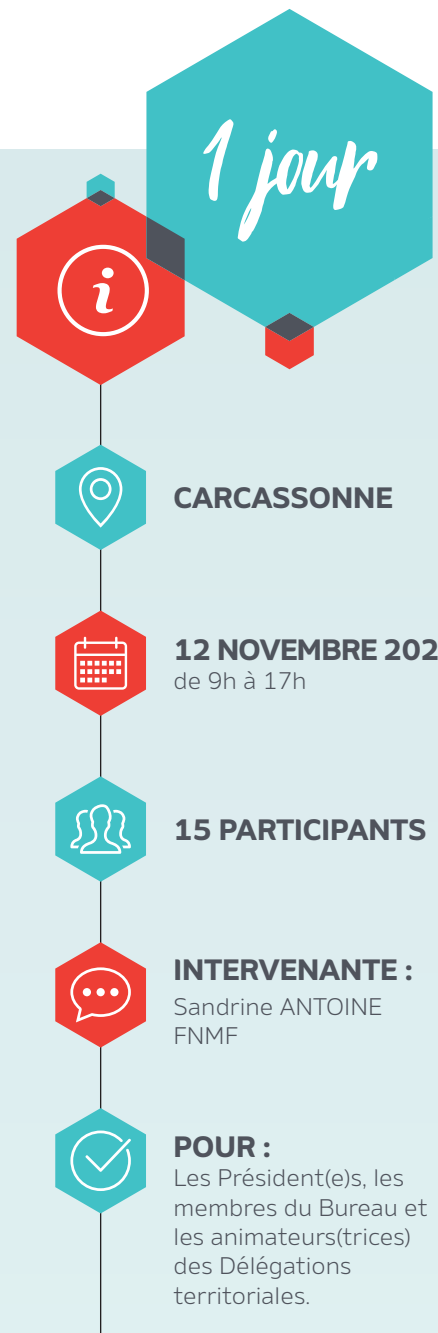 1 jour
i
CARCASSONNE
12 NOVEMBRE 202
de 9h à 17h
15 PARTICIPANTS
INTERVENANTE :
Sandrine ANTOINE
FNMF
POUR :
Les Président(e)s, les
membres du Bureau et
les animateurs(trices)
des Délégations
territoriales.